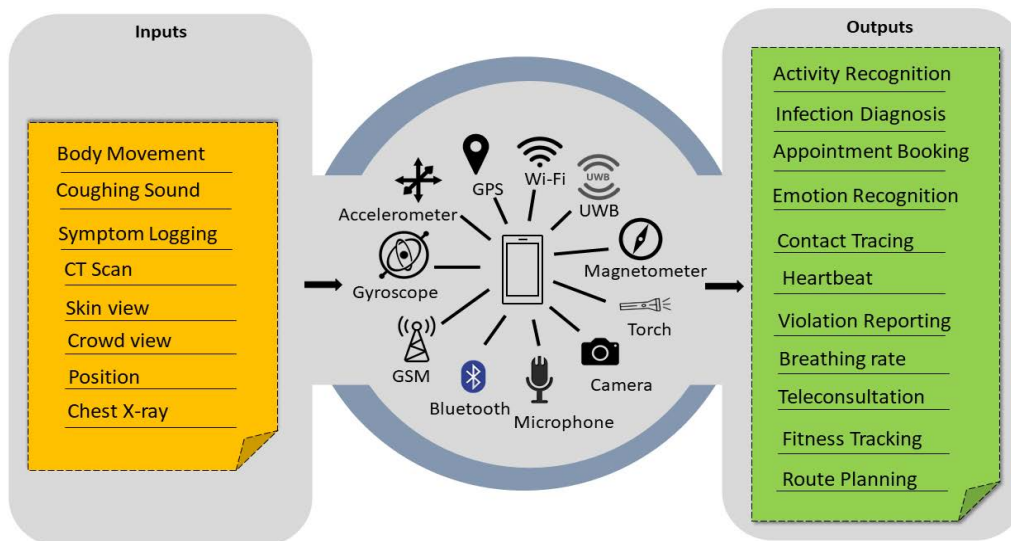 Inputs
Body Movement
Coughing Sound
Symptom Logging
CT Scan
Skin view
Crowd view
Position
Chest X-ray
GPS
Wi-Fi
UWB
UWB
Accelerometer
Magnetometer
Gyroscope
Torch
GSM
Camera
Bluetooth
Microphone
Outputs
Activity Recognition
Infection Diagnosis
Appointment Booking
Emotion Recognition
Contact Tracing
Heartbeat
Violation Reporting
Breathing rate
Teleconsultation
Fitness Tracking
Route Planning